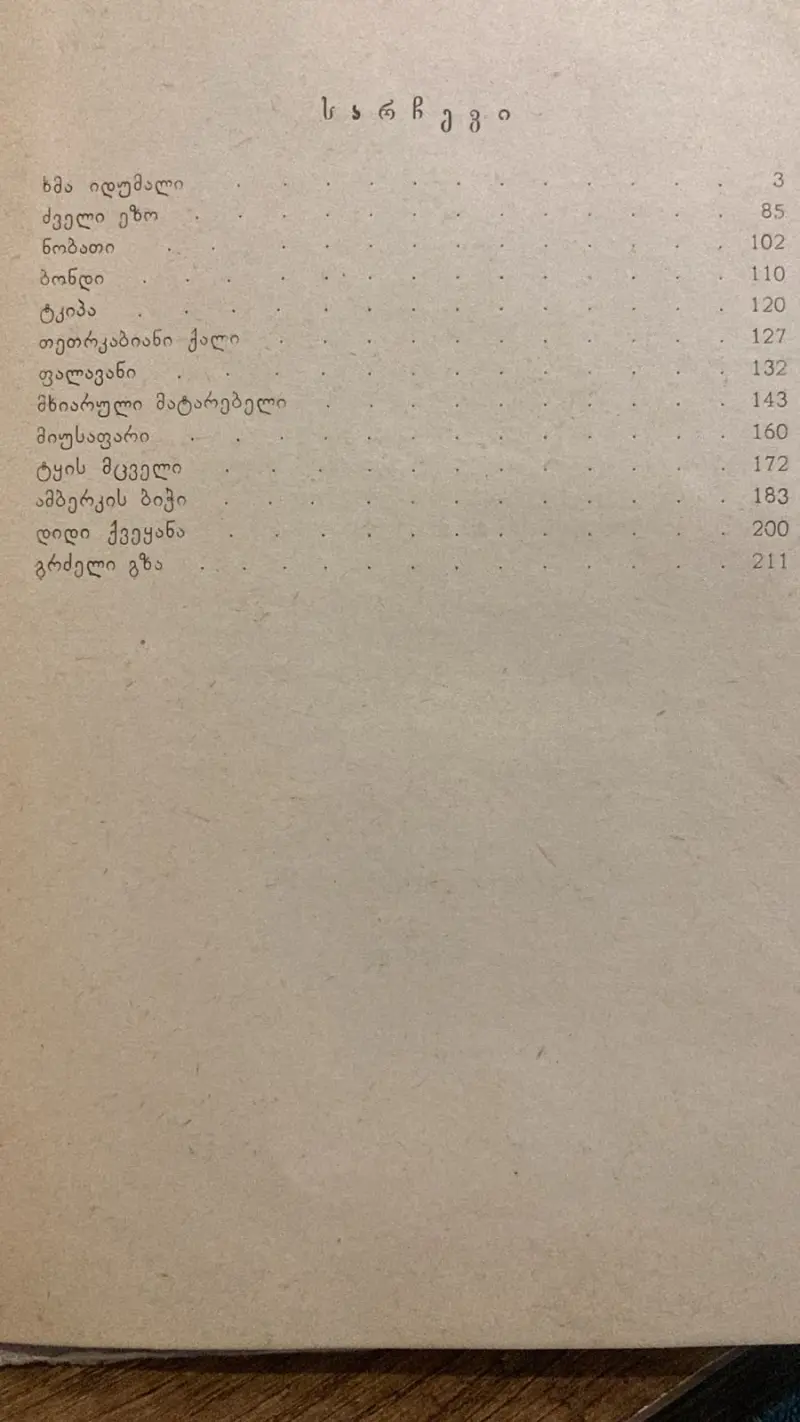 სარჩევი
ხმა იდუმალი . . . . . . . . . . . . 3
ძველი ეზო . . . . . . . . . . . . . 85
ნობათი . . . . . . . . . . . . . 102
ბონდი . . . . . . . . . . . . . . 110
ტკიპა . . . . . . . . . . . . . . 120
თეთრკაბიანი ქალი . . . . . . . . . . . 127
ფალავანი . . . . . . . . . . . . . 132
მხიარული მატარებელი . . . . . . . . . . 143
მიუსაფარი . . . . . . . . . . . . . 160
ტყის მცველი . . . . . . . . . . . . 172
ამბერკის ბიჭი . . . . . . . . . . . . 183
დიდი ქვეყანა . . . . . . . . . . . . 200
გრძელი გზა . . . . . . . . . . . . . 211